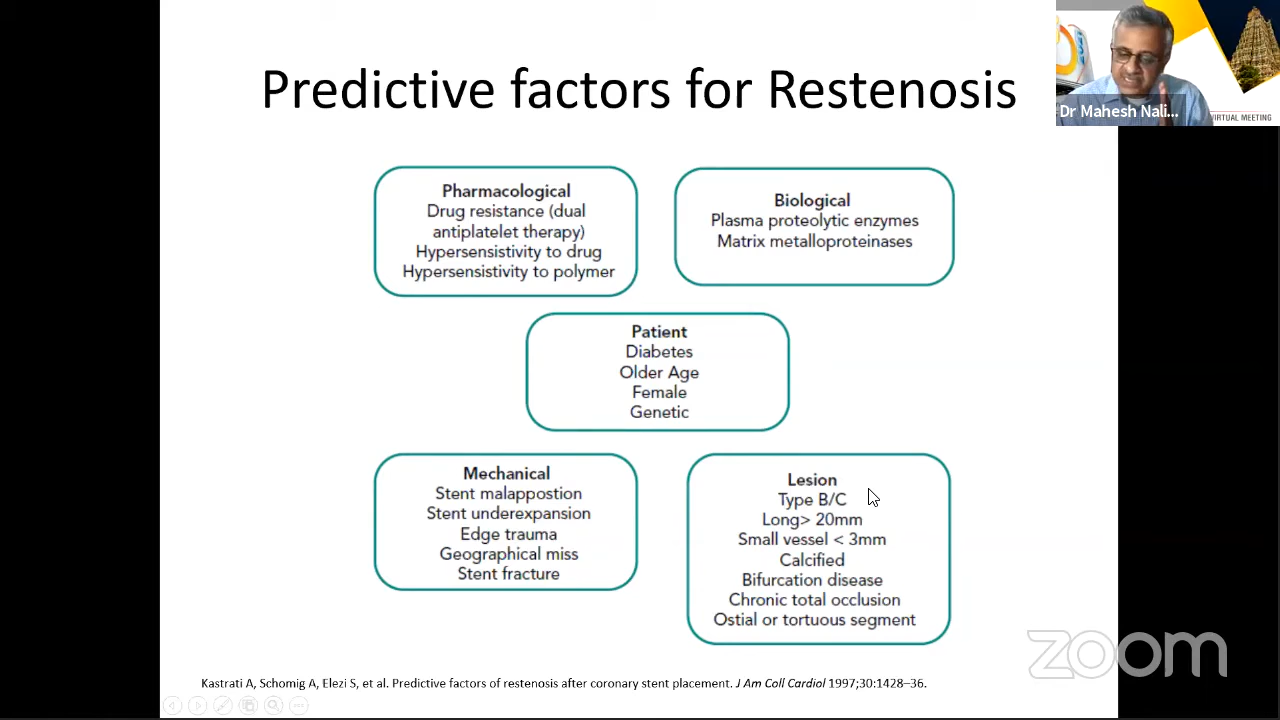 Predictive factors for Restenosis
Dr Mahesh Nali...
VIRTUAL MEETING
Pharmacological
Drug resistance (dual
antiplatelet therapy)
Hypersensistivity to drug
Hypersensistivity to polymer
Biological
Plasma proteolytic enzymes
Matrix metalloproteinases
Patient
Diabetes
Older Age
Female
Genetic
Mechanical
Stent malappostion
Stent underexpansion
Edge trauma
Geographical miss
Stent fracture
Lesion
Type B/C
Long> 20mm
Small vessel < 3mm
Calcified
Bifurcation disease
Chronic total occlusion
Ostial or tortuous segment
zoom
Kastrati A, Schomig A, Elezi S, et al. Predictive factors of restenosis after coronary stent placement. J Am Coll Cardiol 1997;30:1428–36.